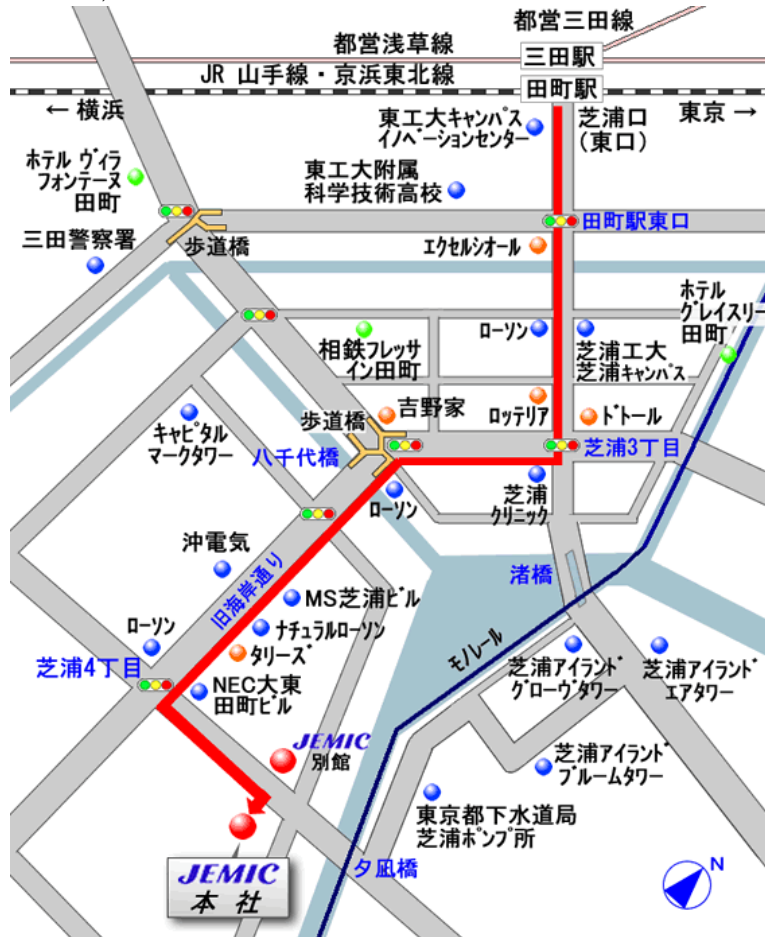 都営三田線
都営浅草線
三田駅
JR 山手線・京浜東北線
田町駅
← 横浜
東京 →
芝浦口
(東口)
東工大キャンパス
イノベーションセンター
ホテル ヴィラ
フォンテーヌ
田町
東工大附属
科学技術高校
田町駅東口
三田警察署
歩道橋
エクセルシオール
ホテル
グレイスリー
田町
相鉄フレッサ
イン田町
ローソン
芝浦工大
芝浦キャンパス
キャピタル
マークタワー
歩道橋
吉野家
ロッテリア
ドトール
八千代橋
芝浦3丁目
ローソン
芝浦
クリニック
沖電気
旧海岸通り
渚橋
MS芝浦ビル
ローソン
ナチュラルローソン
タリーズ
モノレール
芝浦4丁目
NEC大東
田町ビル
芝浦アイランド
グローヴタワー
芝浦アイランド
エアタワー
JEMIC
別館
芝浦アイランド
ブルームタワー
東京都下水道局
芝浦ポンプ所
夕凪橋
N
JEMIC
本 社